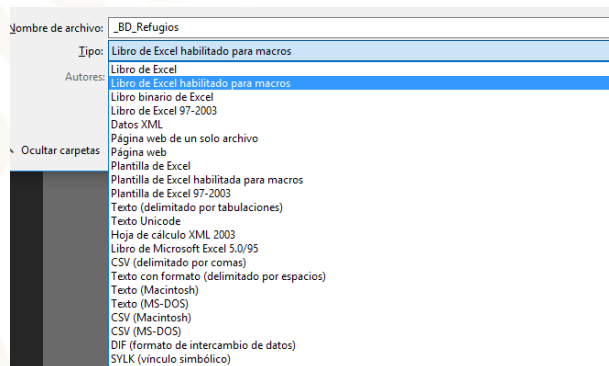 Nombre de archivo: _BD_Refugios
Tipo: Libro de Excel habilitado para macros
Autores:
Libro de Excel
Libro de Excel habilitado para macros
Libro binario de Excel
Libro de Excel 97-2003
Datos XML
Página web de un solo archivo
Ocultar carpetas
Página web
Plantilla de Excel
Plantilla de Excel habilitada para macros
Plantilla de Excel 97-2003
Texto (delimitado por tabulaciones)
Texto Unicode
Hoja de cálculo XML 2003
Libro de Microsoft Excel 5.0/95
CSV (delimitado por comas)
Texto con formato (delimitado por espacios)
Texto (Macintosh)
Texto (MS-DOS)
CSV (Macintosh)
CSV (MS-DOS)
DIF (formato de intercambio de datos)
SYLK (vínculo simbólico)